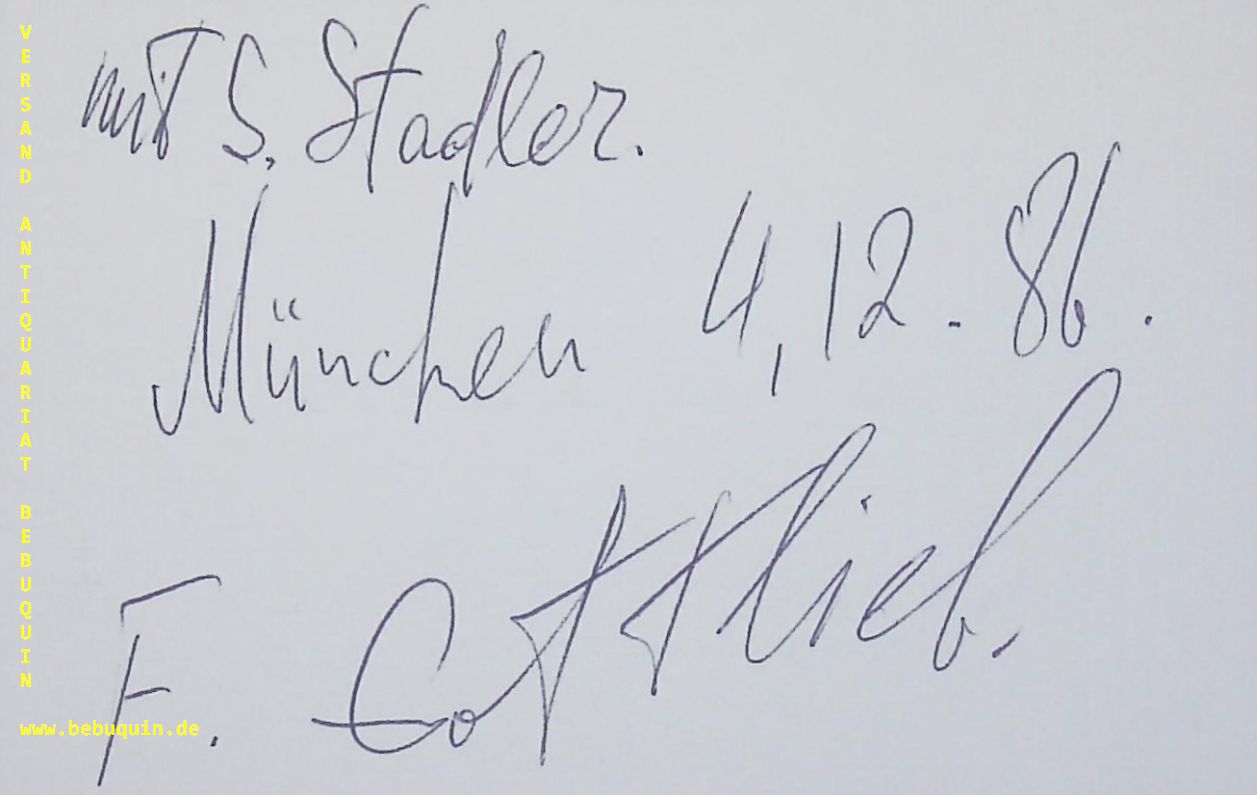 mit S. Stadler.
München 4,12.86.
F. Gottlieb.
VERSAND ANTIQUARIAT BEBUQUIN
www.bebuquin.de